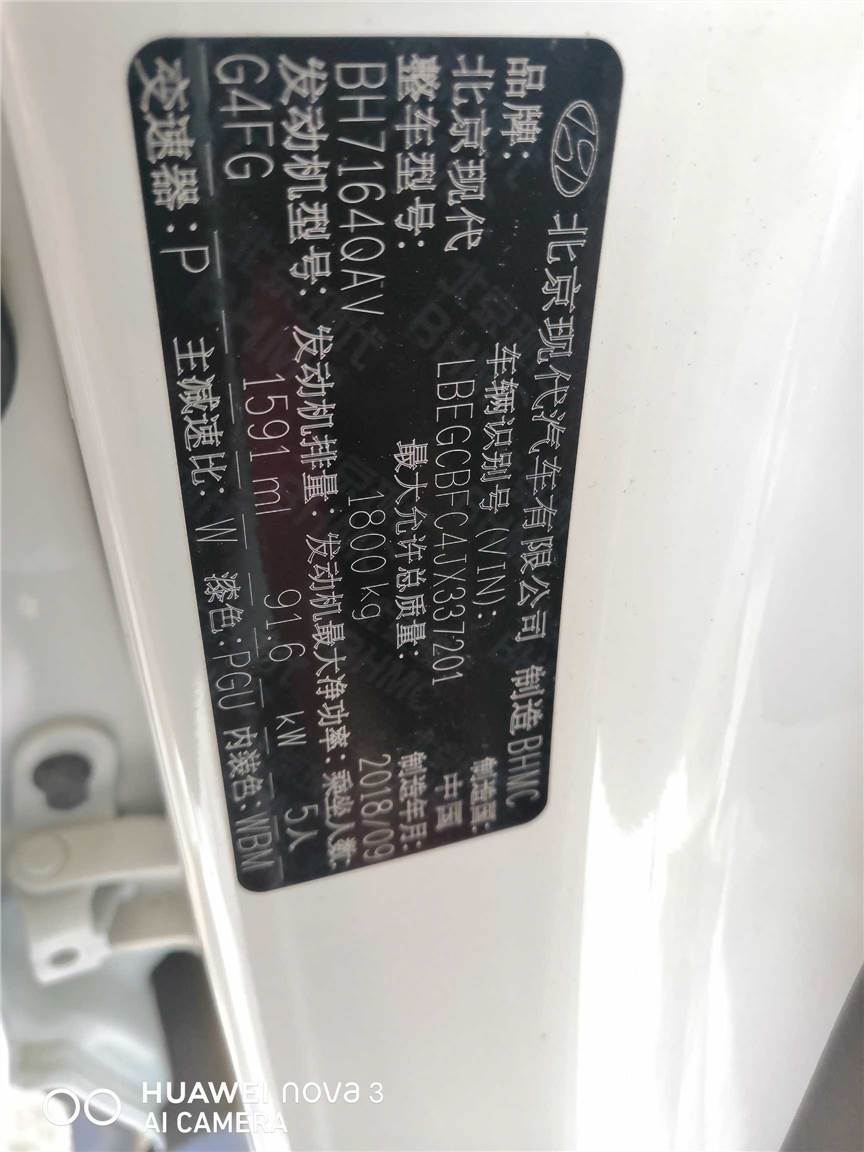 北京现代汽车有限公司 制造BHMC
品牌: 车辆识别号(VIN): 制造国:
北京现代 LBEGCBFC4JX337201 中国
整车型号: 最大允许总质量: 制造年月:
BH7164QAV 1800kg 2018/09
发动机型号: 发动机排量: 发动机最大净功率: 乘坐人数:
G4FG 1591ml 91.6 kW 5人
变速器:P 主减速比:W 漆色:PGU 内装色:WBM
HUAWEI nova 3
AI CAMERA